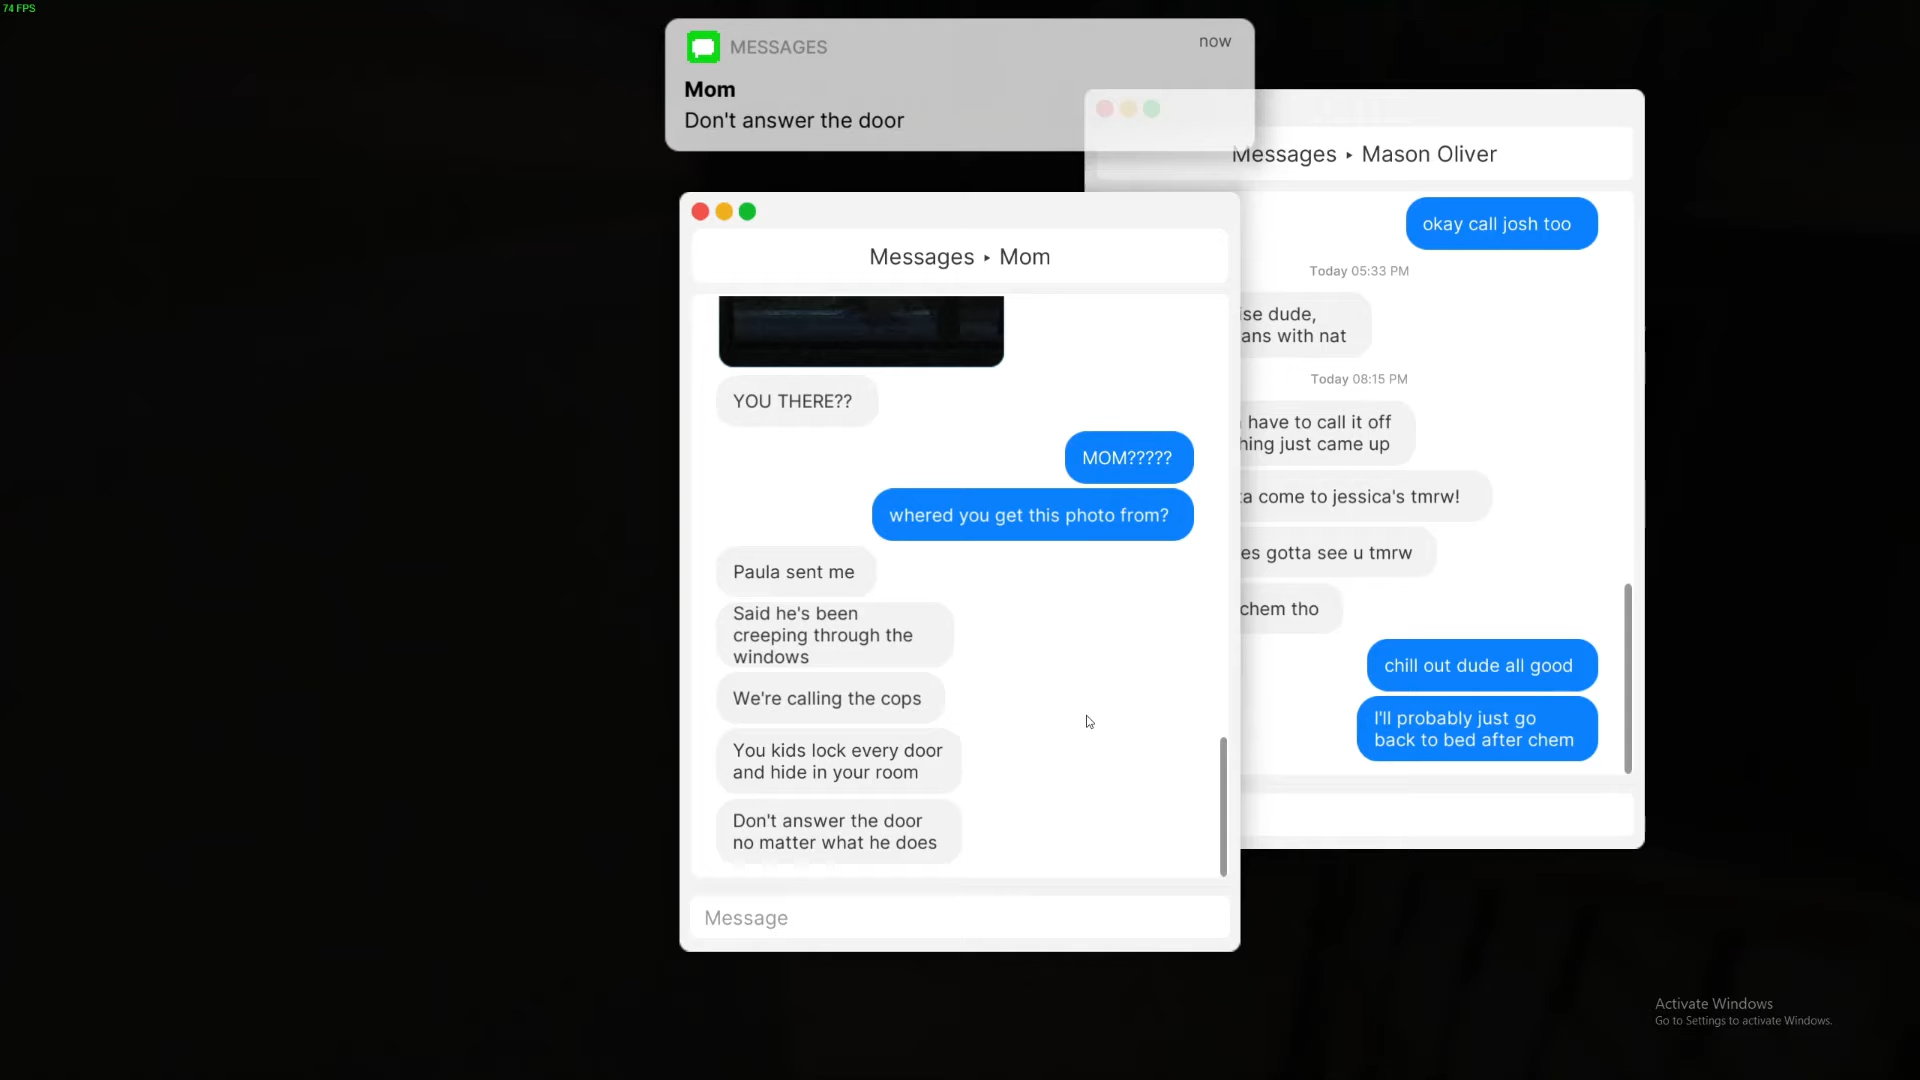 74 FPS
MESSAGES
now
Mom
Don't answer the door
Messages ▸ Mom
YOU THERE??
MOM?????
whered you get this photo from?
Paula sent me
Said he's been
creeping through the
windows
We're calling the cops
You kids lock every door
and hide in your room
Don't answer the door
no matter what he does
Message
Messages ▸ Mason Oliver
okay call josh too
Today 05:33 PM
dude,
with nat
Today 08:15 PM
have to call it off
just came up
come to jessica's tmrw!
gotta see u tmrw
chem tho
chill out dude all good
I'll probably just go
back to bed after chem
Activate Windows
Go to Settings to activate Windows.